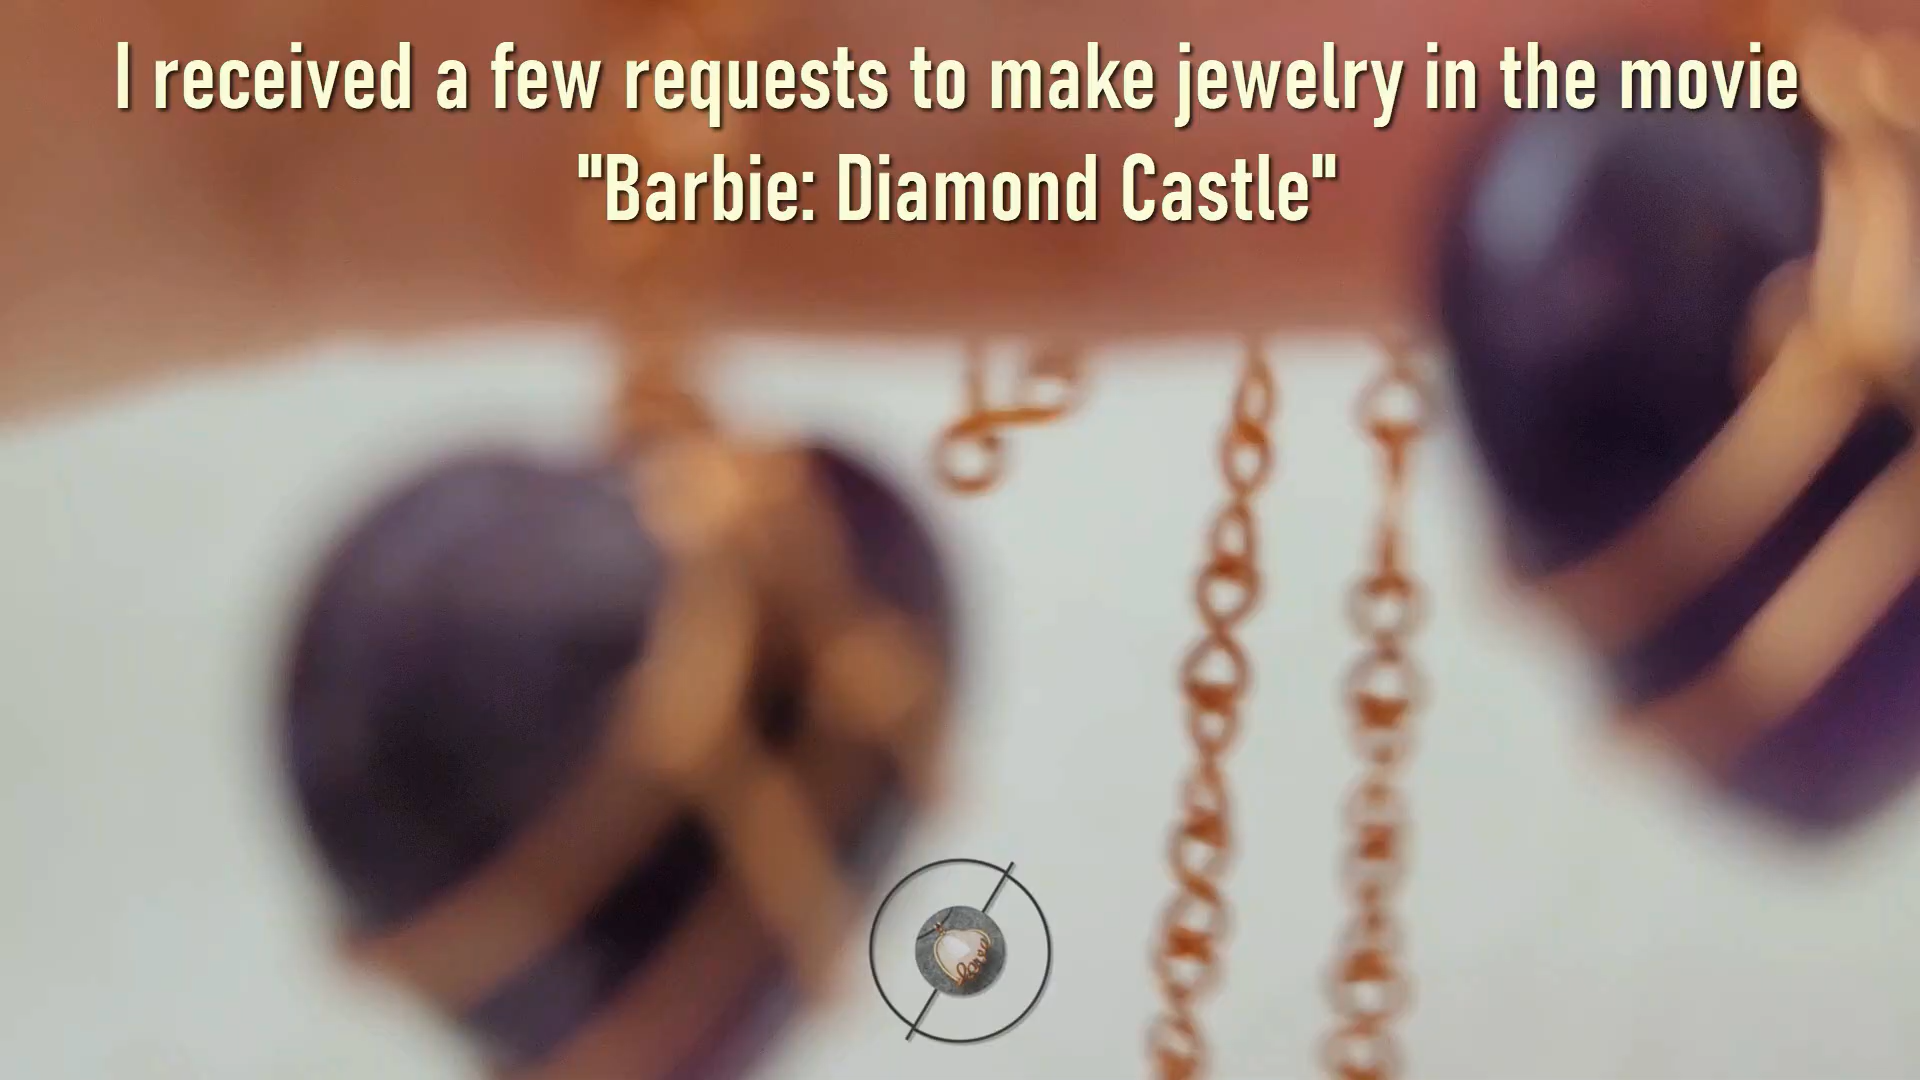 I received a few requests to make jewelry in the movie
"Barbie: Diamond Castle"